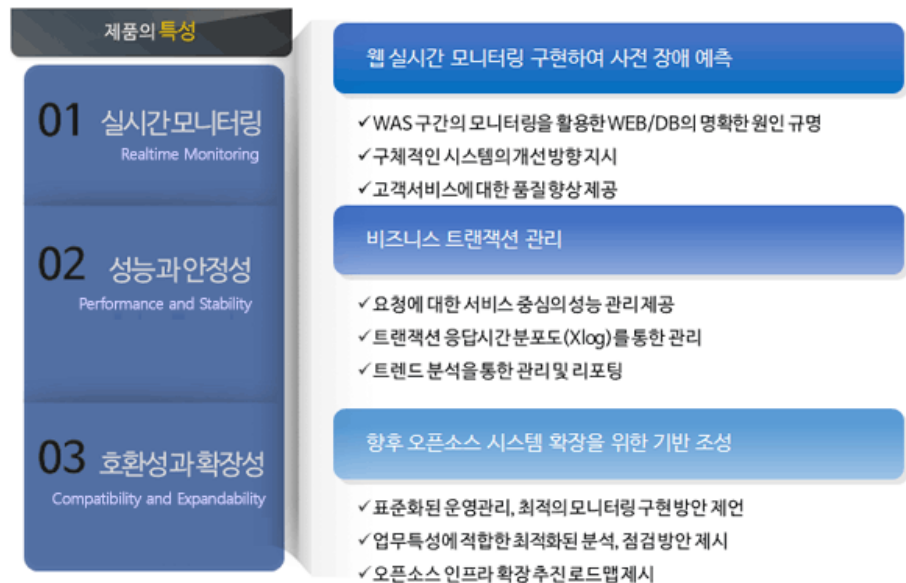 제품의 특성
01 실시간 모니터링
Realtime Monitoring
웹 실시간 모니터링 구현하여 사전 장애 예측
✓WAS 구간의 모니터링을 활용한 WEB/DB의 명확한 원인 규명
✓구체적인 시스템의 개선 방향 지시
✓고객서비스에 대한 품질 향상 제공
02 성능과 안정성
Performance and Stability
비즈니스 트랜잭션 관리
✓요청에 대한 서비스 중심의 성능 관리 제공
✓트랜잭션 응답시간 분포도(Xlog)를 통한 관리
✓트렌드 분석을 통한 관리 및 리포팅
03 호환성과 확장성
Compatibility and Expandability
향후 오픈소스 시스템 확장을 위한 기반 조성
✓표준화된 운영관리, 최적의 모니터링 구현 방안 제언
✓업무특성에 적합한 최적화된 분석, 점검 방안 제시
✓오픈소스 인프라 확장 추진 로드맵 제시